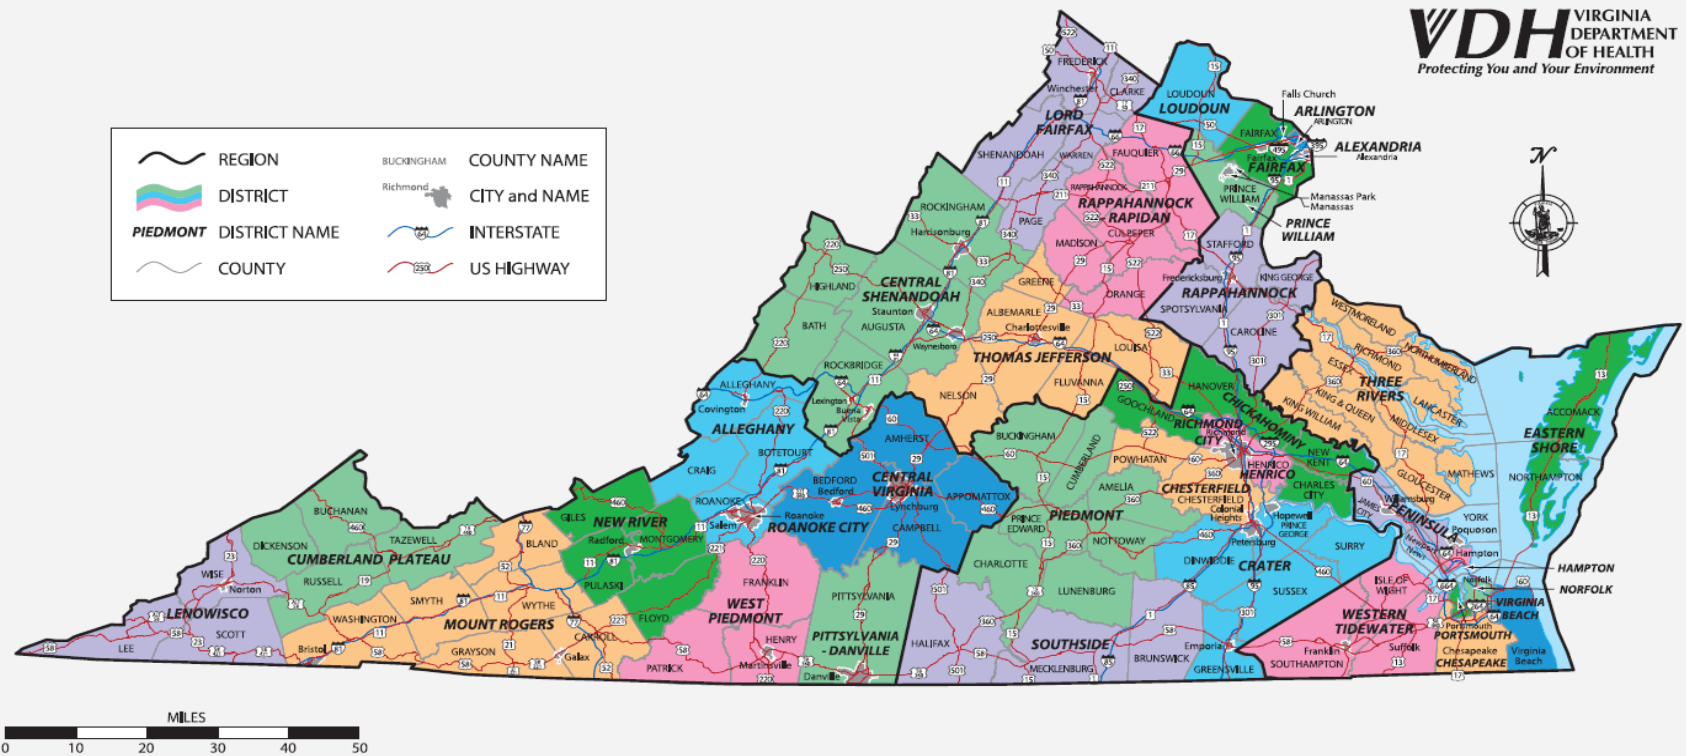 VDH VIRGINIA
DEPARTMENT
OF HEALTH
Protecting You and Your Environment
REGION
DISTRICT
PIEDMONT DISTRICT NAME
COUNTY
BUCKINGHAM COUNTY NAME
Richmond CITY and NAME
64 INTERSTATE
250 US HIGHWAY
N
FREDERICK
Winchester
CLARKE
LORD
FAIRFAX
SHENANDOAH
WARREN
PAGE
LOUDOUN
LOUDOUN
Falls Church
ARLINGTON
ARLINGTON
ALEXANDRIA
Alexandria
FAIRFAX
Fairfax
FAIRFAX
PRINCE
WILLIAM
Manassas Park
Manassas
PRINCE
WILLIAM
FAUQUIER
RAPPAHANNOCK
RAPPAHANNOCK
RAPIDAN
CULPEPER
MADISON
ORANGE
STAFFORD
Fredericksburg
KING GEORGE
RAPPAHANNOCK
SPOTSYLVANIA
CAROLINE
ROCKINGHAM
Harrisonburg
HIGHLAND
CENTRAL
SHENANDOAH
Staunton
AUGUSTA
BATH
Waynesboro
ROCKBRIDGE
Lexington
Buena
Vista
GREENE
ALBEMARLE
Charlottesville
THOMAS JEFFERSON
LOUISA
FLUVANNA
NELSON
WESTMORELAND
RICHMOND
NORTHUMBERLAND
ESSEX
THREE
RIVERS
LANCASTER
KING & QUEEN
KING WILLIAM
MIDDLESEX
GLOUCESTER
MATHEWS
ACCOMACK
EASTERN
SHORE
NORTHAMPTON
ALLEGHANY
Covington
ALLEGHANY
BOTETOURT
CRAIG
ROANOKE
Salem
Roanoke
ROANOKE CITY
AMHERST
BEDFORD
Bedford
CENTRAL
VIRGINIA
Lynchburg
APPOMATTOX
CAMPBELL
HANOVER
GOOCHLAND
CHICKAHOMINY
RICHMOND
CITY
Richmond
HENRICO
HENRICO
NEW
KENT
CHARLES
CITY
POWHATAN
CHESTERFIELD
CHESTERFIELD
Colonial
Heights
Hopewell
PRINCE
GEORGE
Petersburg
BUCKINGHAM
CUMBERLAND
AMELIA
PRINCE
EDWARD
PIEDMONT
NOTTOWAY
CHARLOTTE
LUNENBURG
DINWIDDIE
CRATER
SURRY
SUSSEX
Emporia
GREENSVILLE
Williamsburg
JAMES
CITY
PENINSULA
YORK
Poquoson
Newport
News
Hampton
HAMPTON
Norfolk
NORFOLK
VIRGINIA
BEACH
Virginia
Beach
Portsmouth
PORTSMOUTH
Chesapeake
CHESAPEAKE
ISLE OF
WIGHT
WESTERN
TIDEWATER
Suffolk
Franklin
SOUTHAMPTON
HALIFAX
SOUTHSIDE
MECKLENBURG
BRUNSWICK
PITTSYLVANIA
PITTSYLVANIA
- DANVILLE
Danville
FRANKLIN
WEST
PIEDMONT
HENRY
Martinsville
PATRICK
GILES
NEW RIVER
Radford
MONTGOMERY
PULASKI
FLOYD
BLAND
SMYTH
WYTHE
WASHINGTON
MOUNT ROGERS
CARROLL
GRAYSON
Galax
Bristol
BUCHANAN
DICKENSON
TAZEWELL
CUMBERLAND PLATEAU
RUSSELL
WISE
Norton
LENOWISCO
SCOTT
LEE
MILES
0 10 20 30 40 50